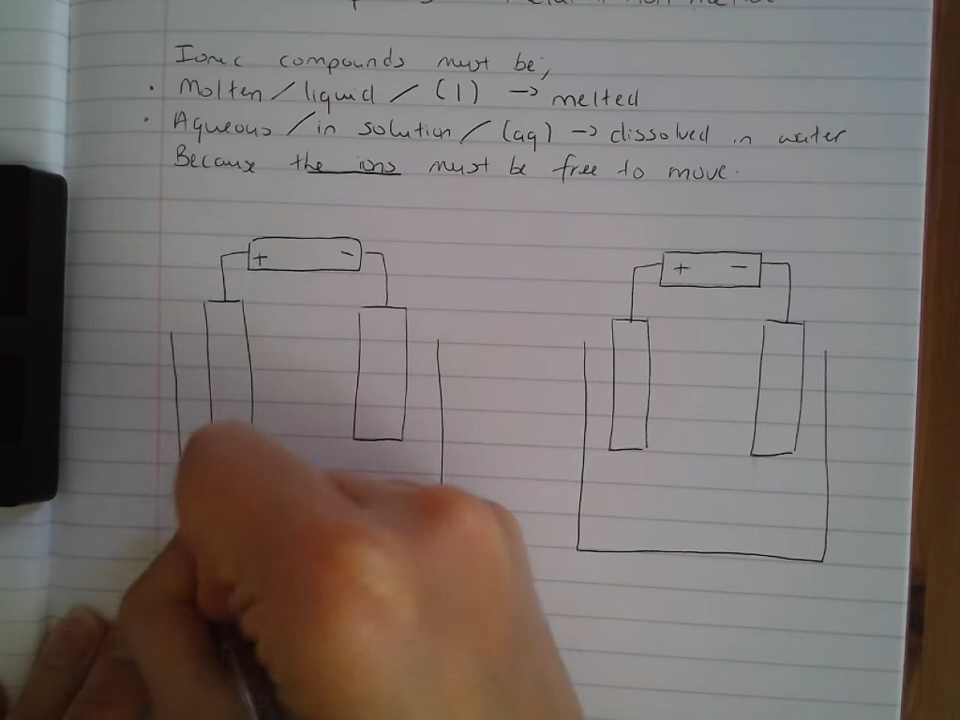 Ionic compounds must be;
· Molten / liquid / (l) → melted
· Aqueous / in solution / (aq) → dissolved in water
Because the ions must be free to move.
+ -
+ -